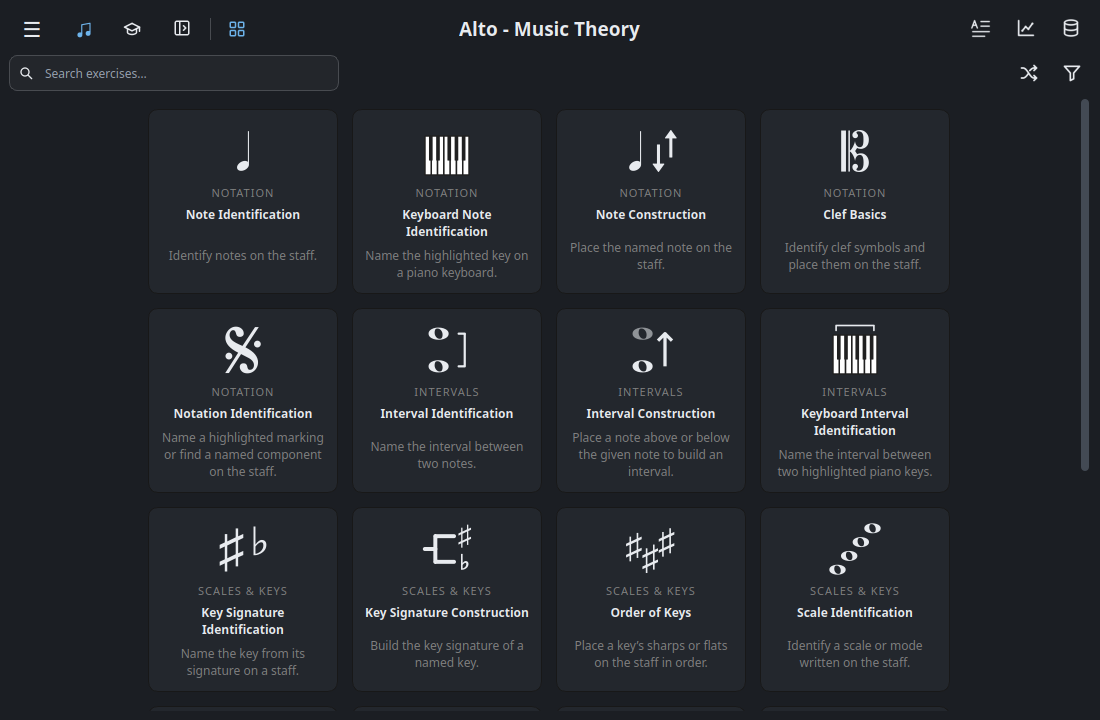 Alto - Music Theory
Search exercises...
NOTATION
Note Identification
Identify notes on the staff.
NOTATION
Keyboard Note
Identification
Name the highlighted key on
a piano keyboard.
NOTATION
Note Construction
Place the named note on the
staff.
NOTATION
Clef Basics
Identify clef symbols and
place them on the staff.
NOTATION
Notation Identification
Name a highlighted marking
or find a named component
on the staff.
INTERVALS
Interval Identification
Name the interval between
two notes.
INTERVALS
Interval Construction
Place a note above or below
the given note to build an
interval.
INTERVALS
Keyboard Interval
Identification
Name the interval between
two highlighted piano keys.
SCALES & KEYS
Key Signature
Identification
Name the key from its
signature on a staff.
SCALES & KEYS
Key Signature Construction
Build the key signature of a
named key.
SCALES & KEYS
Order of Keys
Place a key's sharps or flats
on the staff in order.
SCALES & KEYS
Scale Identification
Identify a scale or mode
written on the staff.